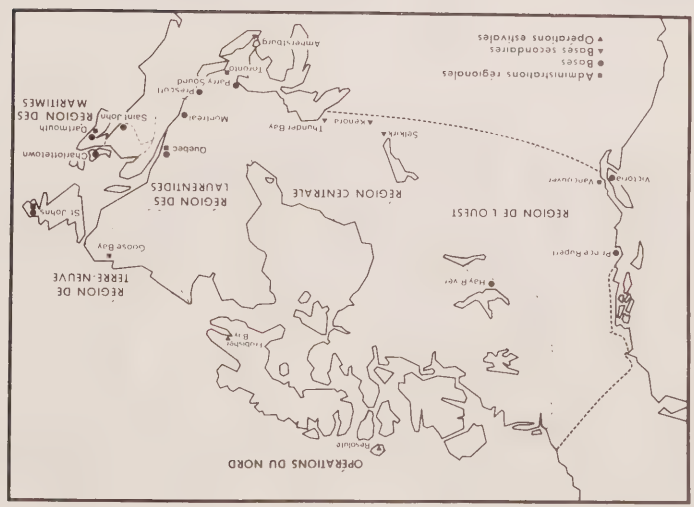 OPÉRATIONS DU NORD
Resolute
Frobisher
Bay
Hay River
RÉGION DE
TERRE-NEUVE
Prince Rupert
Goose Bay
St Johns
RÉGION DE L'OUEST
RÉGION CENTRALE
RÉGION DES
LAURENTIDES
Vancouver
Victoria
Selkirk
Kenora
Thunder Bay
Quebec
Charlottetown
Montreal
Saint John
Dartmouth
RÉGION DES
MARITIMES
Prescott
Parry Sound
Toronto
Amherstburg
Administrations régionales
Bases
Bases secondaires
Opérations estivales